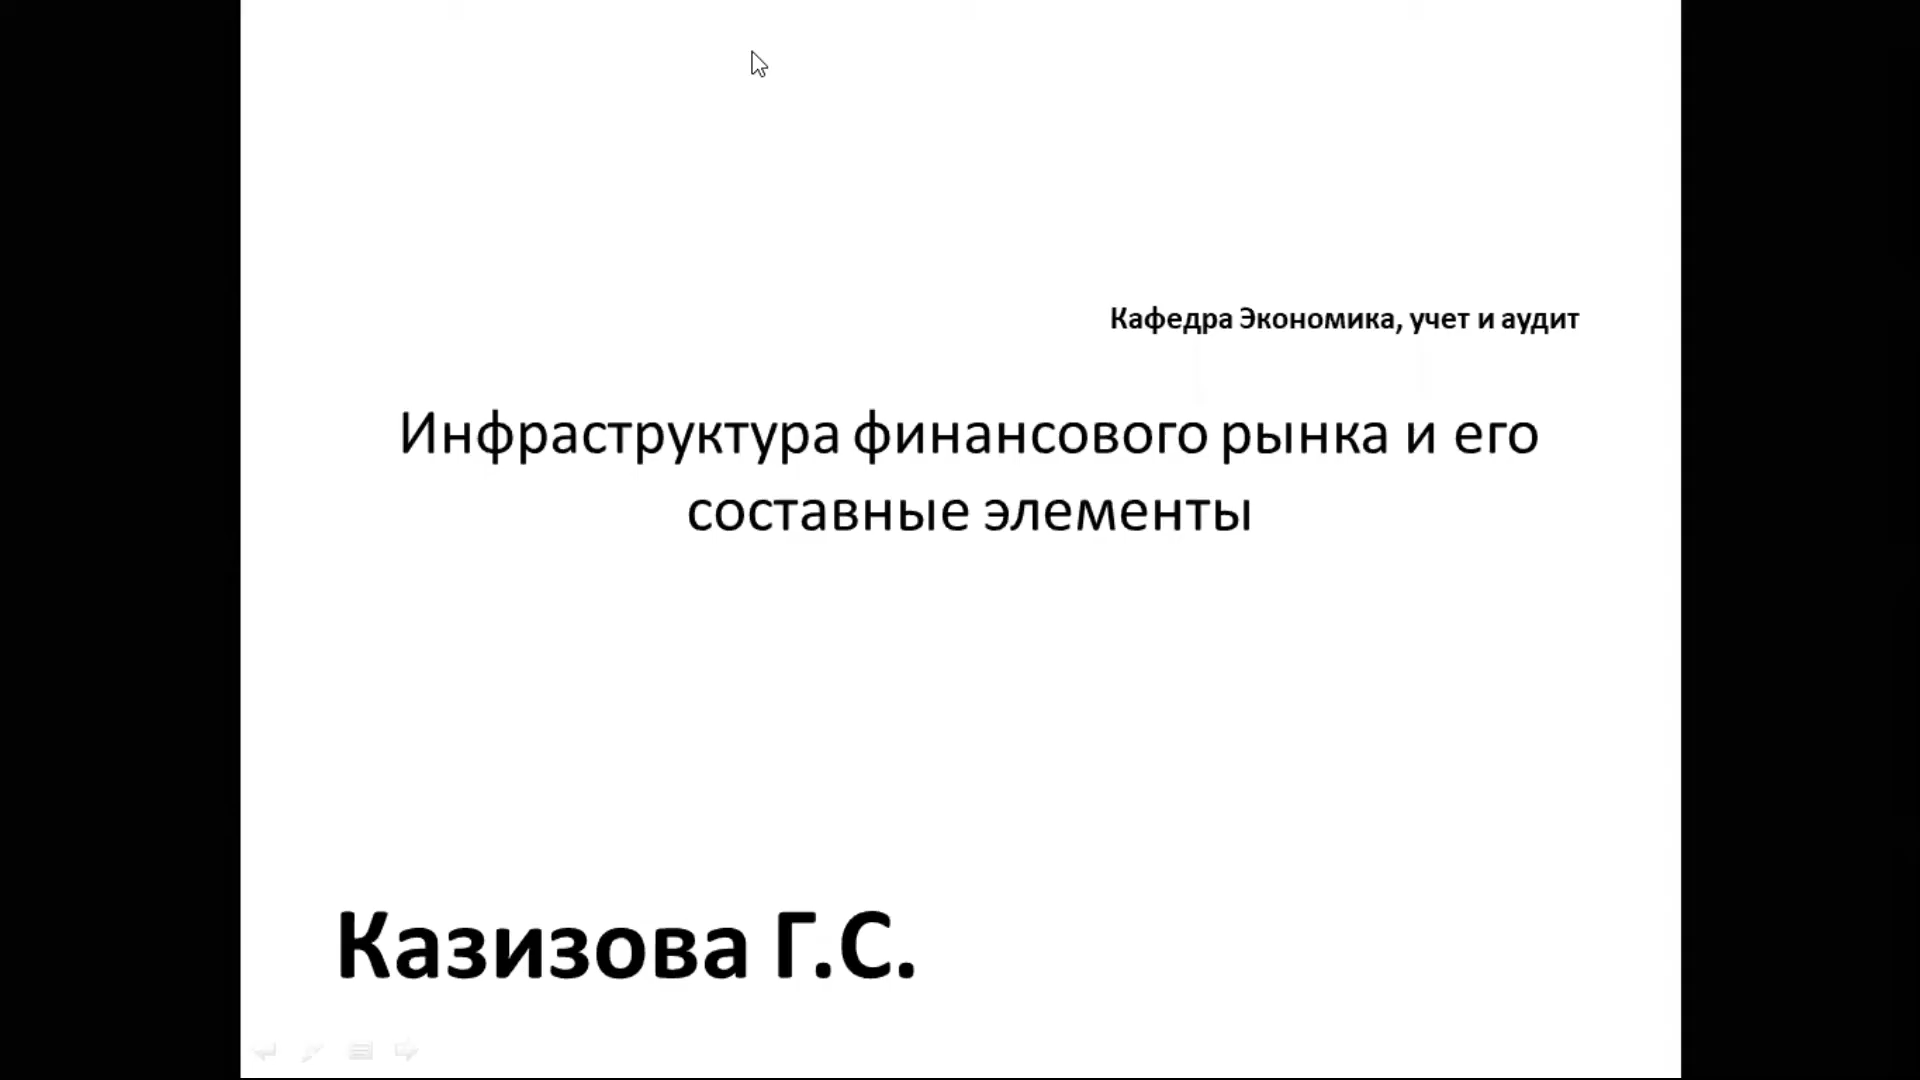 Кафедра Экономика, учет и аудит
Инфраструктура финансового рынка и его
составные элементы
Казизова Г.С.